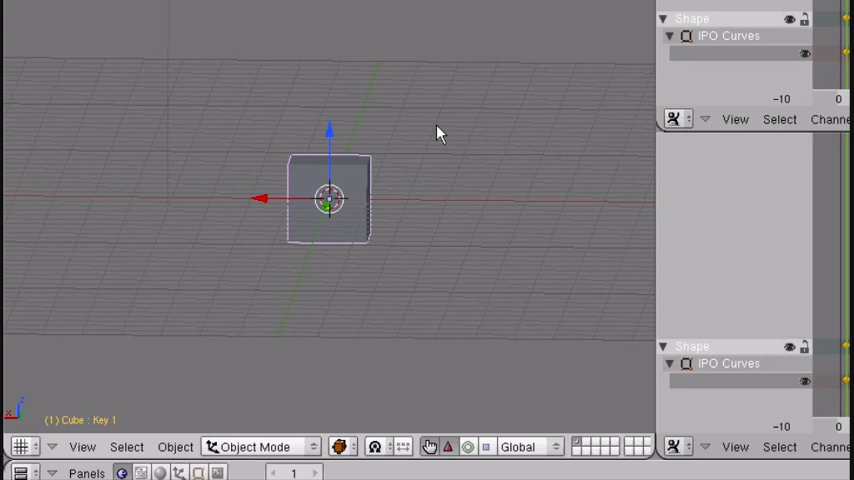 Shape
IPO Curves
-10 0
View Select Channe
Shape
IPO Curves
-10 0
(1) Cube : Key 1
x z
View Select Object Object Mode Global
View Select Channe
Panels 1